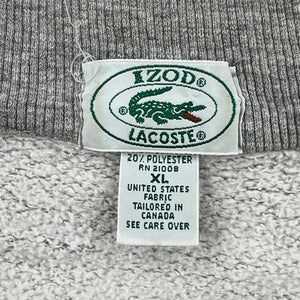 IZOD®
LACOSTE®
20% POLYESTER
RN 21008
XL
UNITED STATES
FABRIC
TAILORED IN
CANADA
SEE CARE OVER